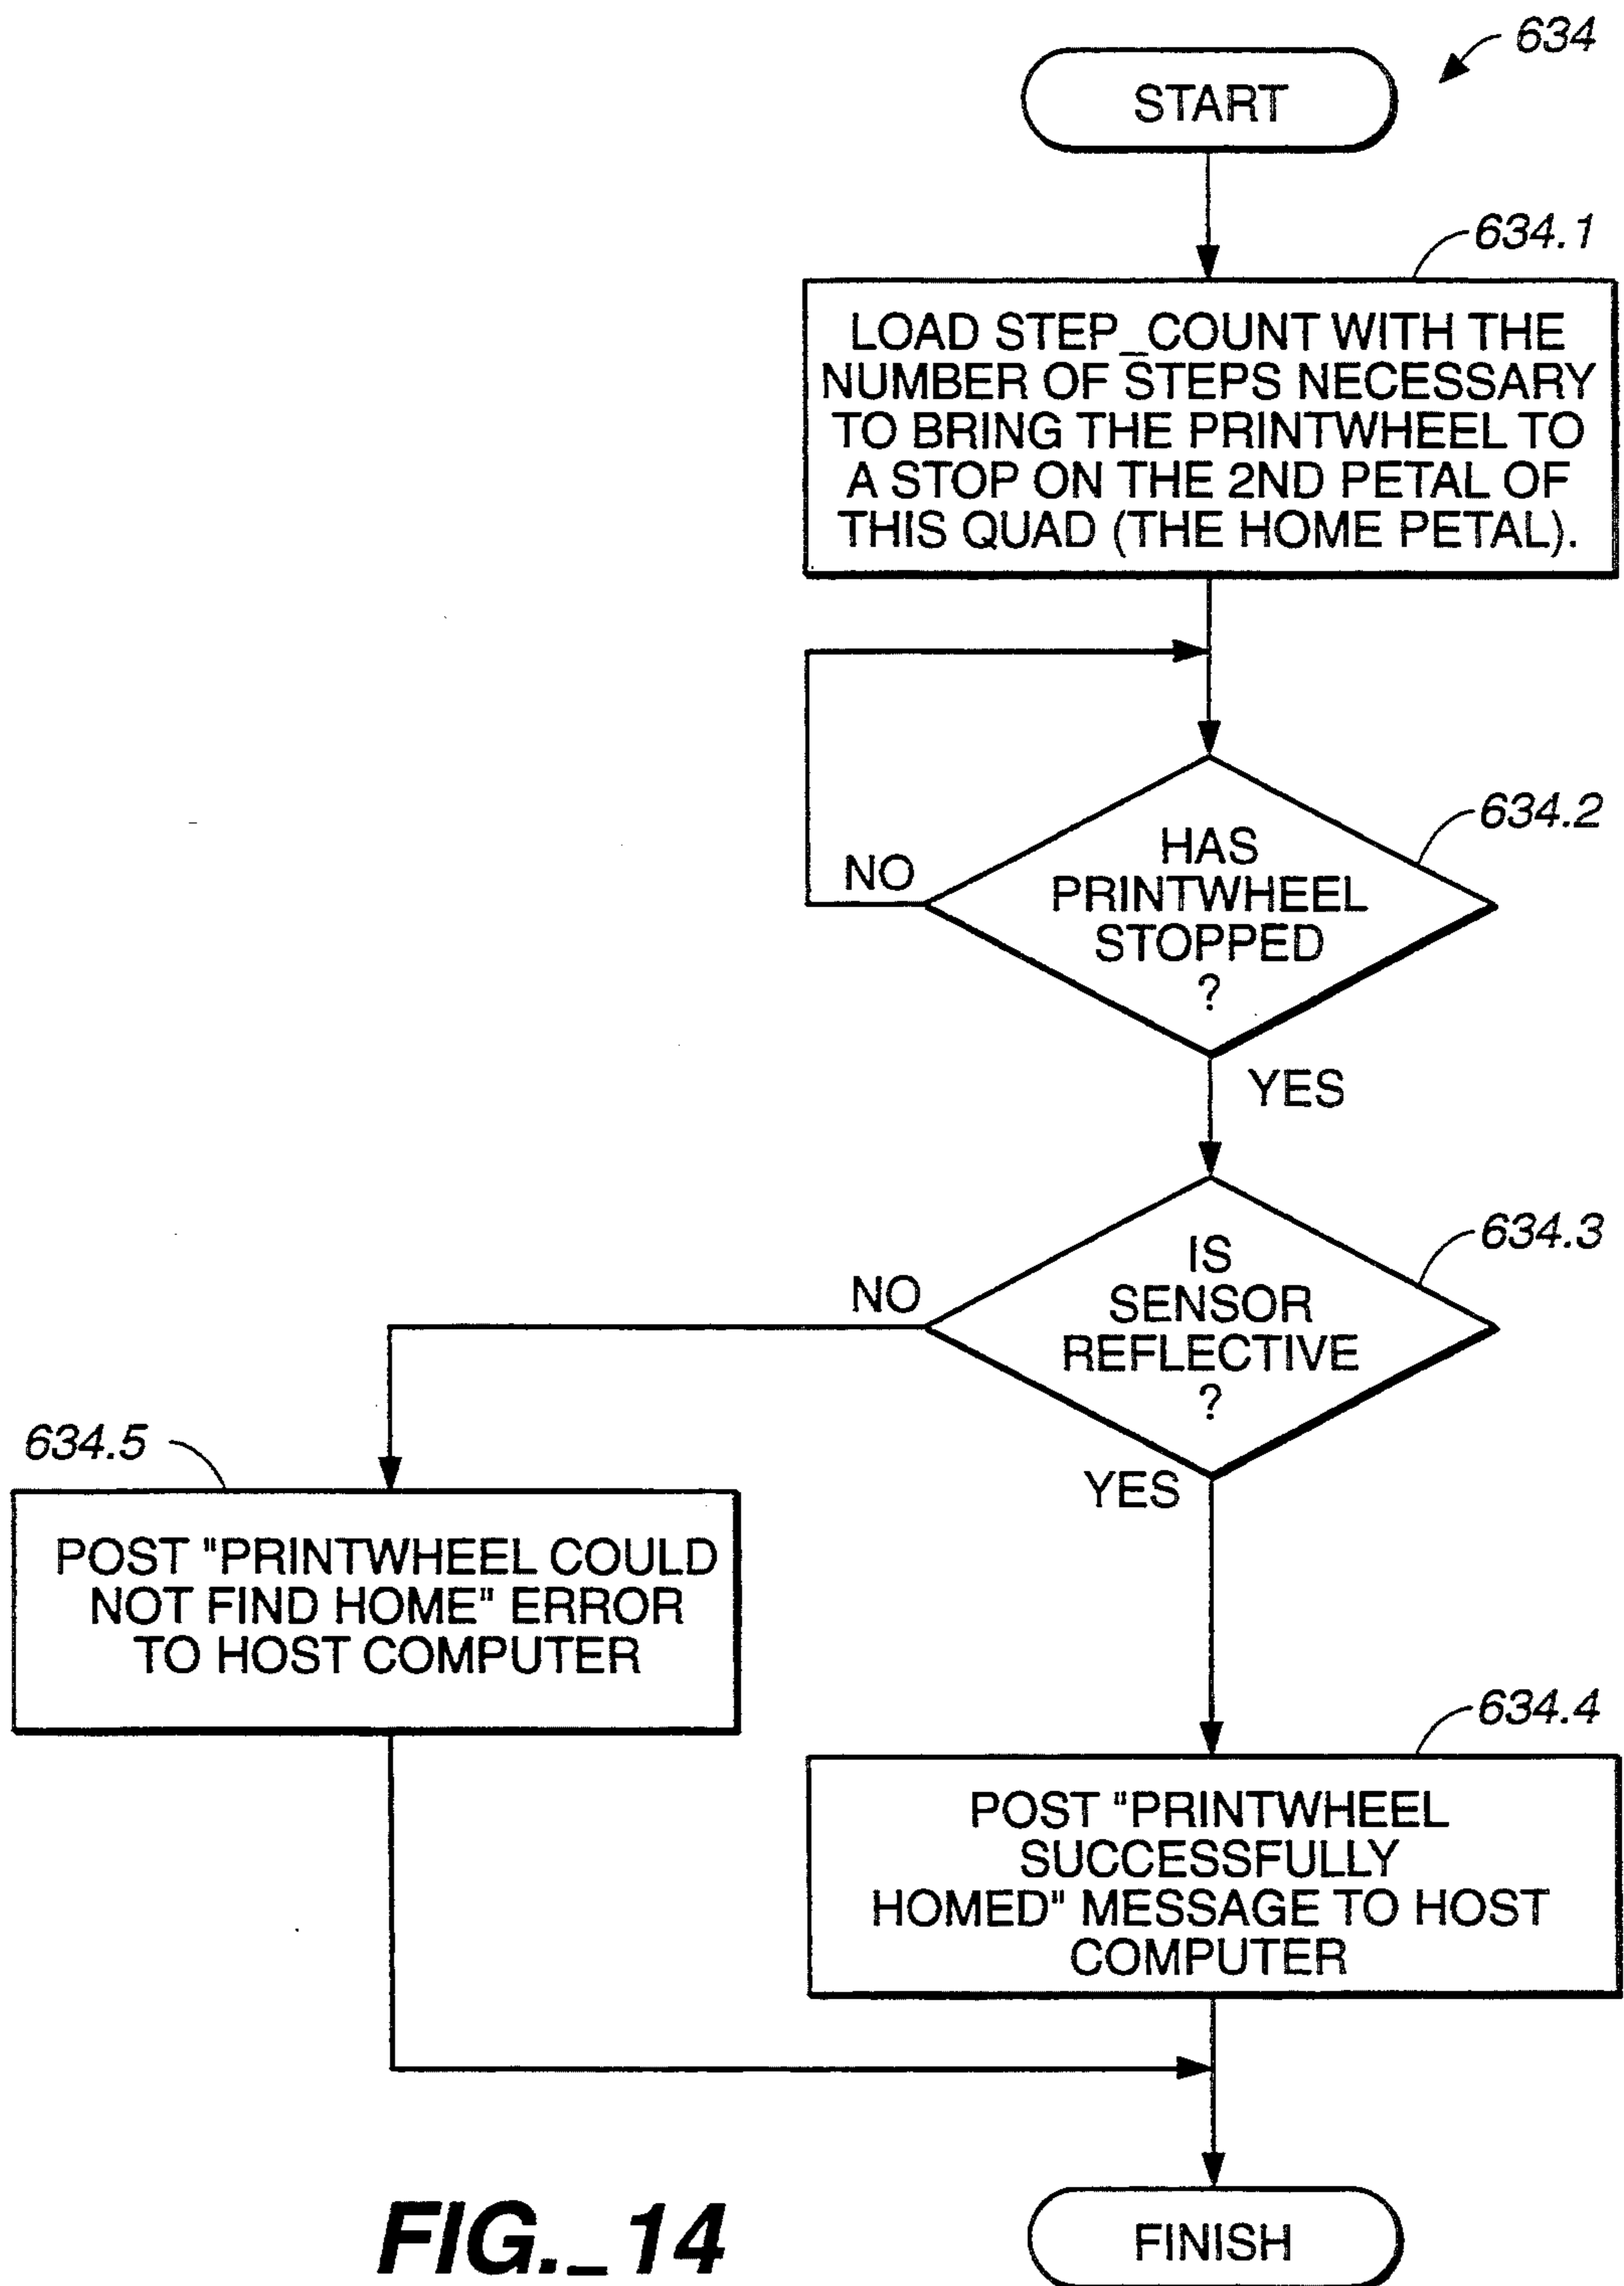 634
START
634.1
LOAD STEP_COUNT WITH THE
NUMBER OF STEPS NECESSARY
TO BRING THE PRINTWHEEL TO
A STOP ON THE 2ND PETAL OF
THIS QUAD (THE HOME PETAL).
634.2
HAS
PRINTWHEEL
STOPPED
?
NO
YES
634.3
IS
SENSOR
REFLECTIVE
?
NO
YES
634.5
POST "PRINTWHEEL COULD
NOT FIND HOME" ERROR
TO HOST COMPUTER
634.4
POST "PRINTWHEEL
SUCCESSFULLY
HOMED" MESSAGE TO HOST
COMPUTER
FINISH
FIG._14